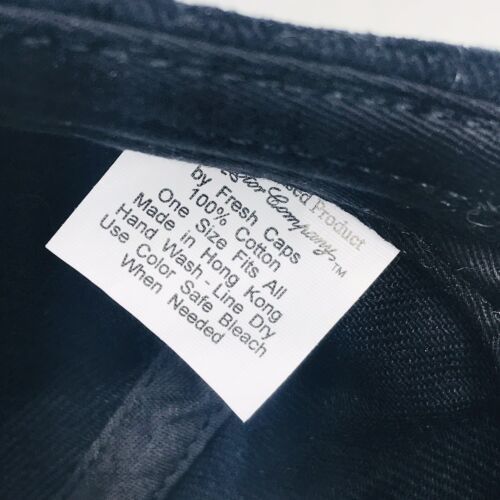 Product
Company™
by Fresh Caps
100% Cotton
One Size Fits All
Made in Hong Kong
Hand Wash - Line Dry
Use Color Safe Bleach
When Needed